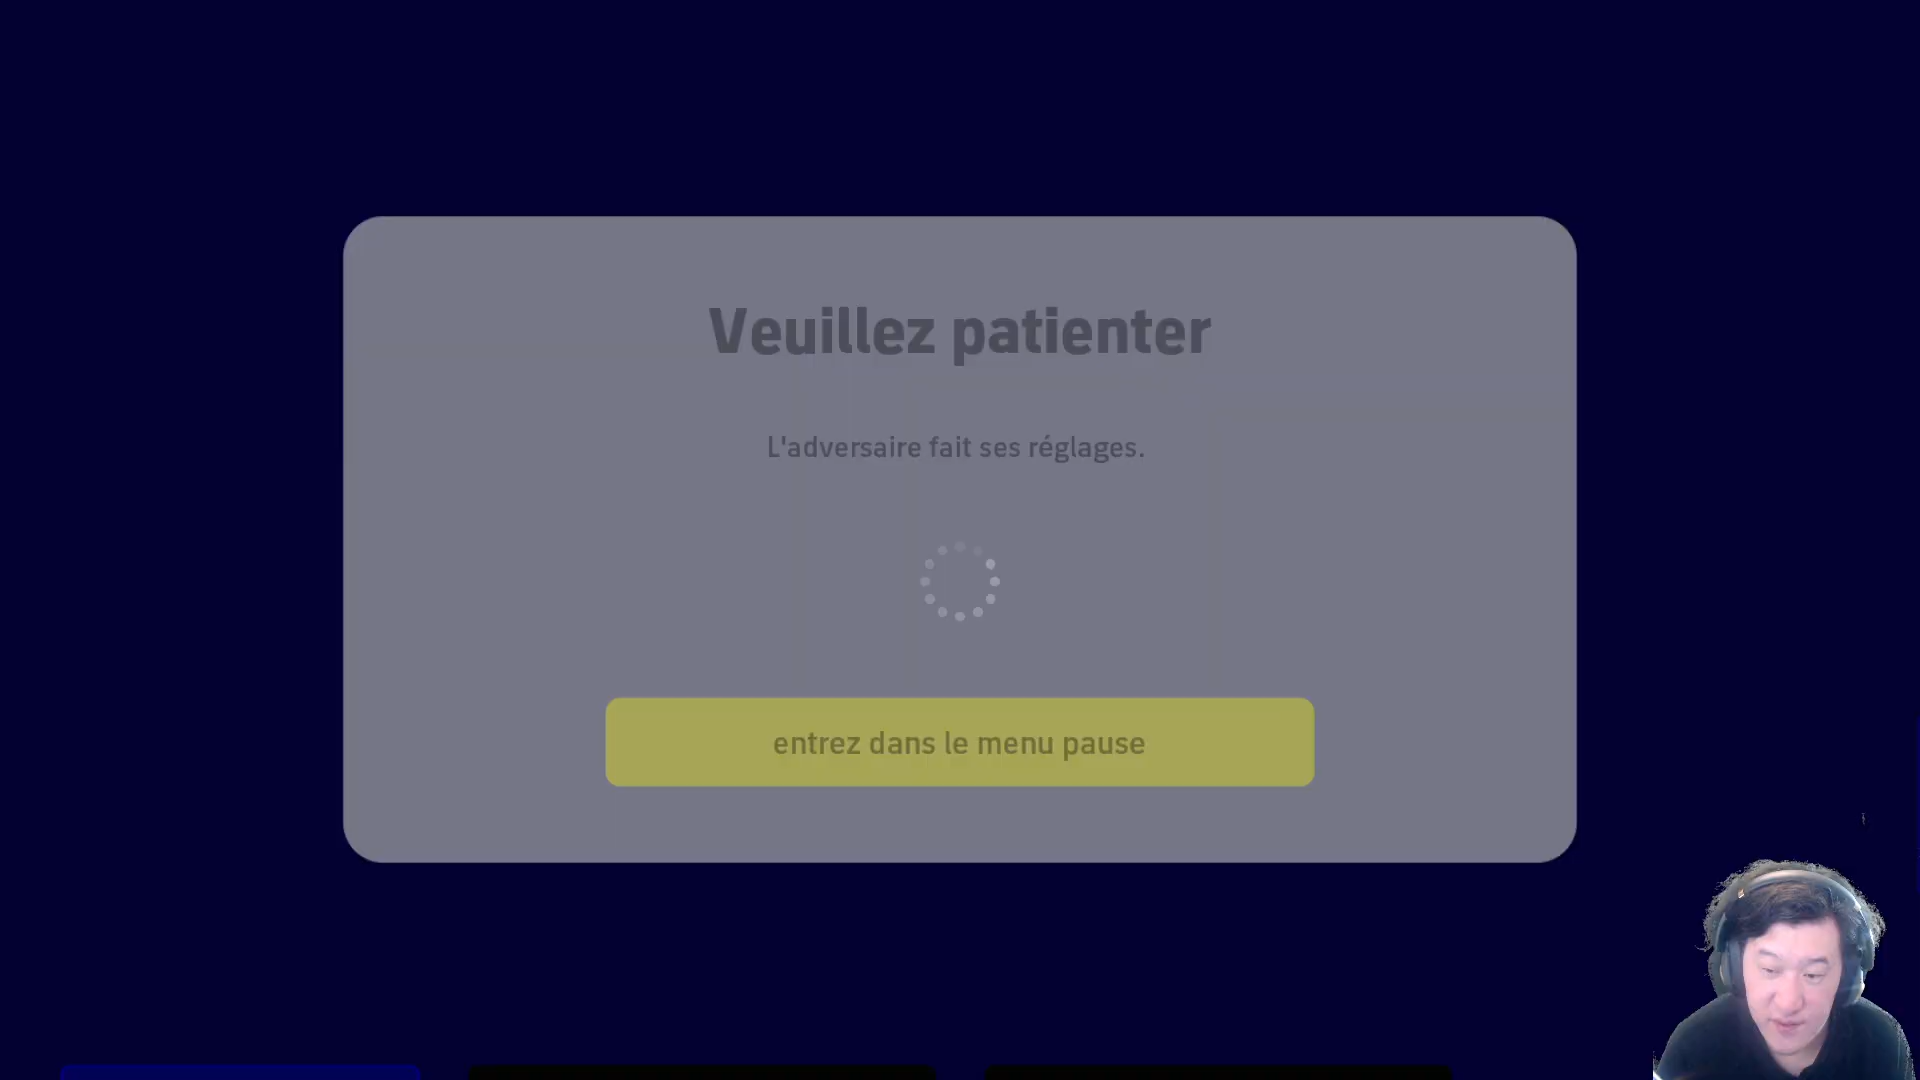 Veuillez patienter
L'adversaire fait ses réglages.
entrez dans le menu pause